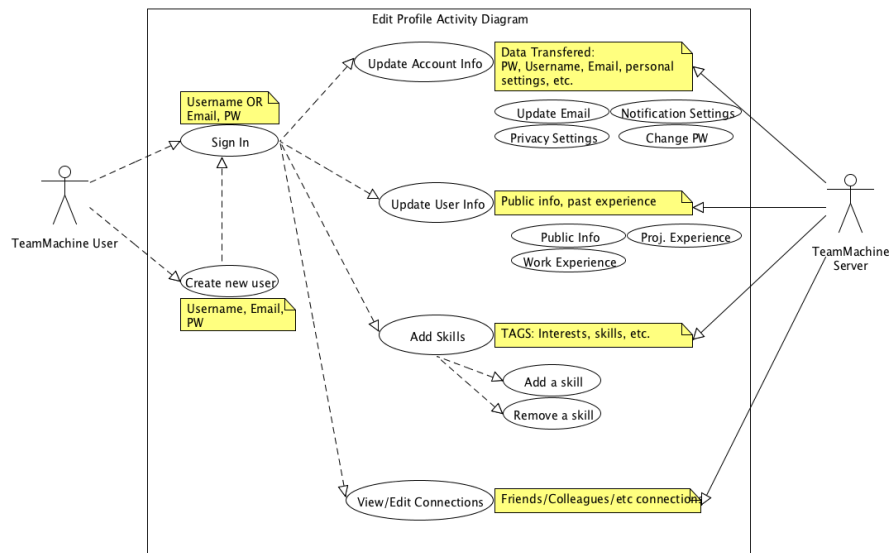 Edit Profile Activity Diagram
Update Account Info
Data Transfered:
PW, Username, Email, personal
settings, etc.
Username OR
Email, PW
Sign In
Update Email
Notification Settings
Privacy Settings
Change PW
TeamMachine User
Update User Info
Public info, past experience
Public Info
Proj. Experience
Work Experience
TeamMachine
Server
Create new user
Username, Email,
PW
Add Skills
TAGS: Interests, skills, etc.
Add a skill
Remove a skill
View/Edit Connections
Friends/Colleagues/etc connections